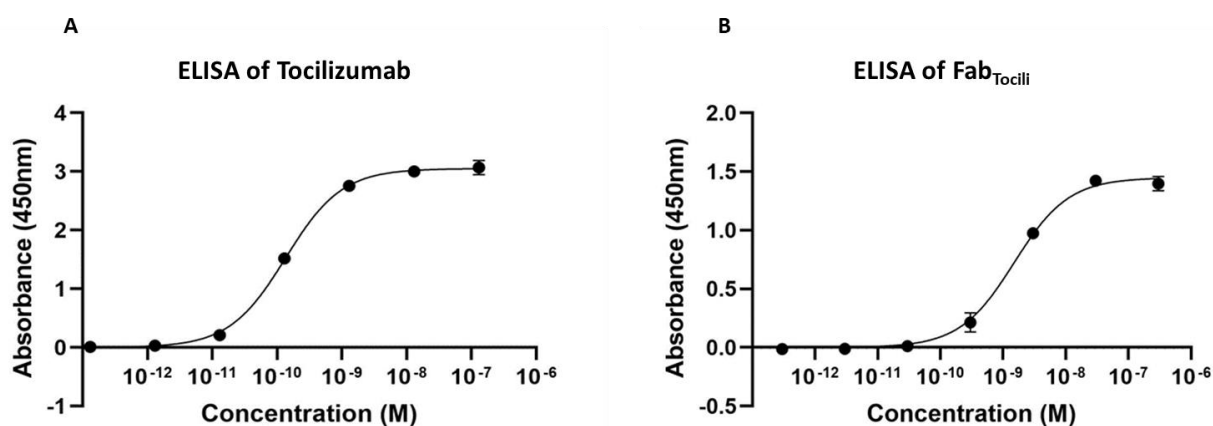 A
ELISA of Tocilizumab
4
3
2
1
0
-1
Absorbance (450nm)
10-12 10-11 10-10 10-9 10-8 10-7 10-6
Concentration (M)
B
ELISA of FabTocili
2.0
1.5
1.0
0.5
0.0
-0.5
Absorbance (450nm)
10-12 10-11 10-10 10-9 10-8 10-7 10-6
Concentration (M)